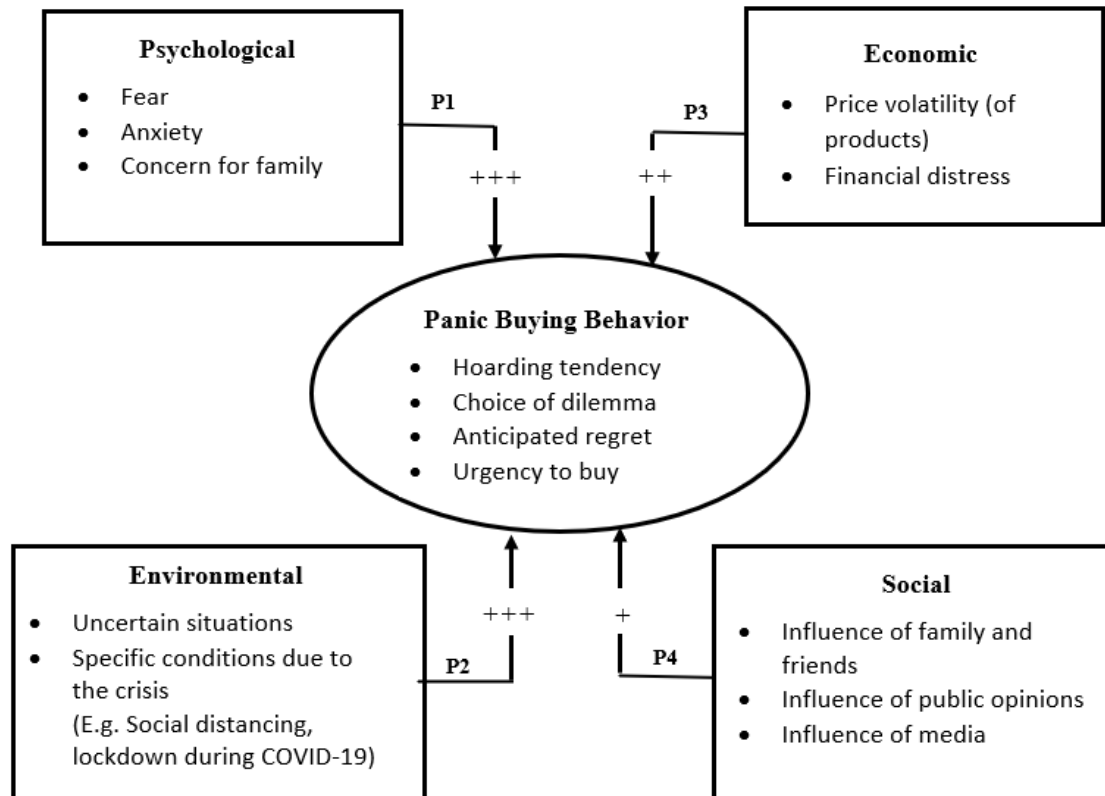 Psychological
• Fear
• Anxiety
• Concern for family
P1
+++
Economic
• Price volatility (of
products)
• Financial distress
P3
++
Panic Buying Behavior
• Hoarding tendency
• Choice of dilemma
• Anticipated regret
• Urgency to buy
Environmental
• Uncertain situations
• Specific conditions due to
the crisis
(E.g. Social distancing,
lockdown during COVID-19)
P2
+++
Social
• Influence of family and
friends
• Influence of public opinions
• Influence of media
P4
+